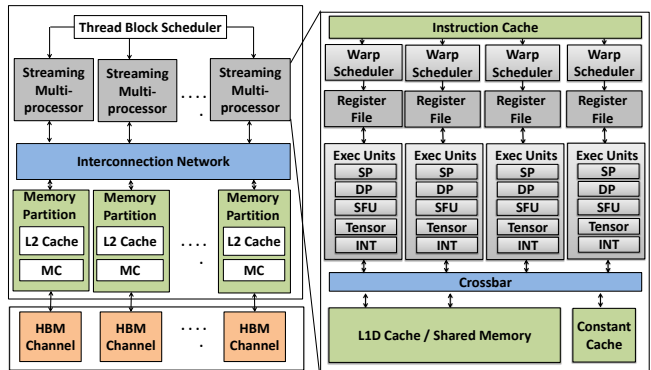 Thread Block Scheduler
Streaming Multi-processor
Streaming Multi-processor
. . . .
.
Streaming Multi-processor
Interconnection Network
Memory Partition
L2 Cache
MC
Memory Partition
L2 Cache
MC
. . . .
.
Memory Partition
L2 Cache
MC
HBM Channel
HBM Channel
. . . .
.
HBM Channel
Instruction Cache
Warp Scheduler
Warp Scheduler
Warp Scheduler
Warp Scheduler
Register File
Register File
Register File
Register File
Exec Units
SP
DP
SFU
Tensor
INT
Exec Units
SP
DP
SFU
Tensor
INT
Exec Units
SP
DP
SFU
Tensor
INT
Exec Units
SP
DP
SFU
Tensor
INT
Crossbar
L1D Cache / Shared Memory
Constant Cache